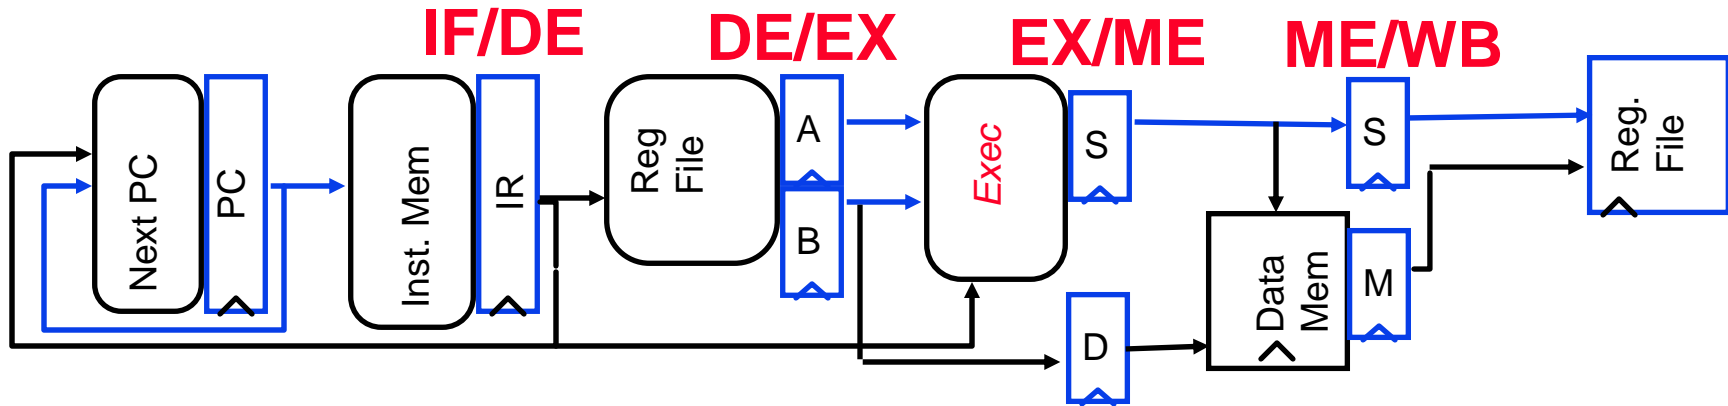 IF/DE
DE/EX
EX/ME
ME/WB
Next PC
PC
Inst. Mem
IR
Reg
File
A
B
Exec
S
D
S
Data
Mem
M
Reg.
File